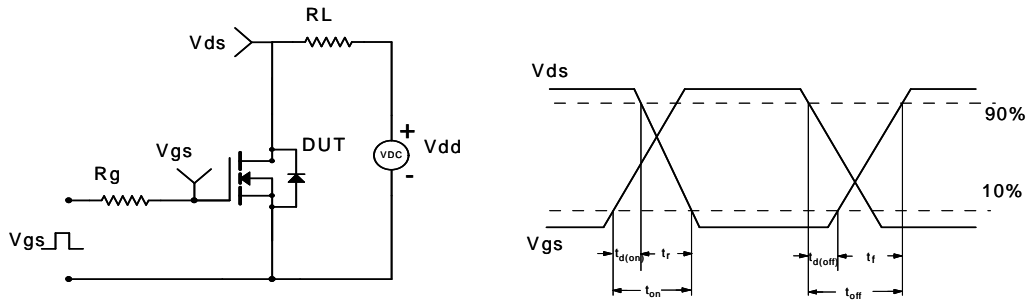 RL
Vds
Vgs
DUT
Rg
+
VDC
Vdd
-
Vgs
Vds
90%
10%
Vgs
td(on)
tr
td(off)
tf
ton
toff